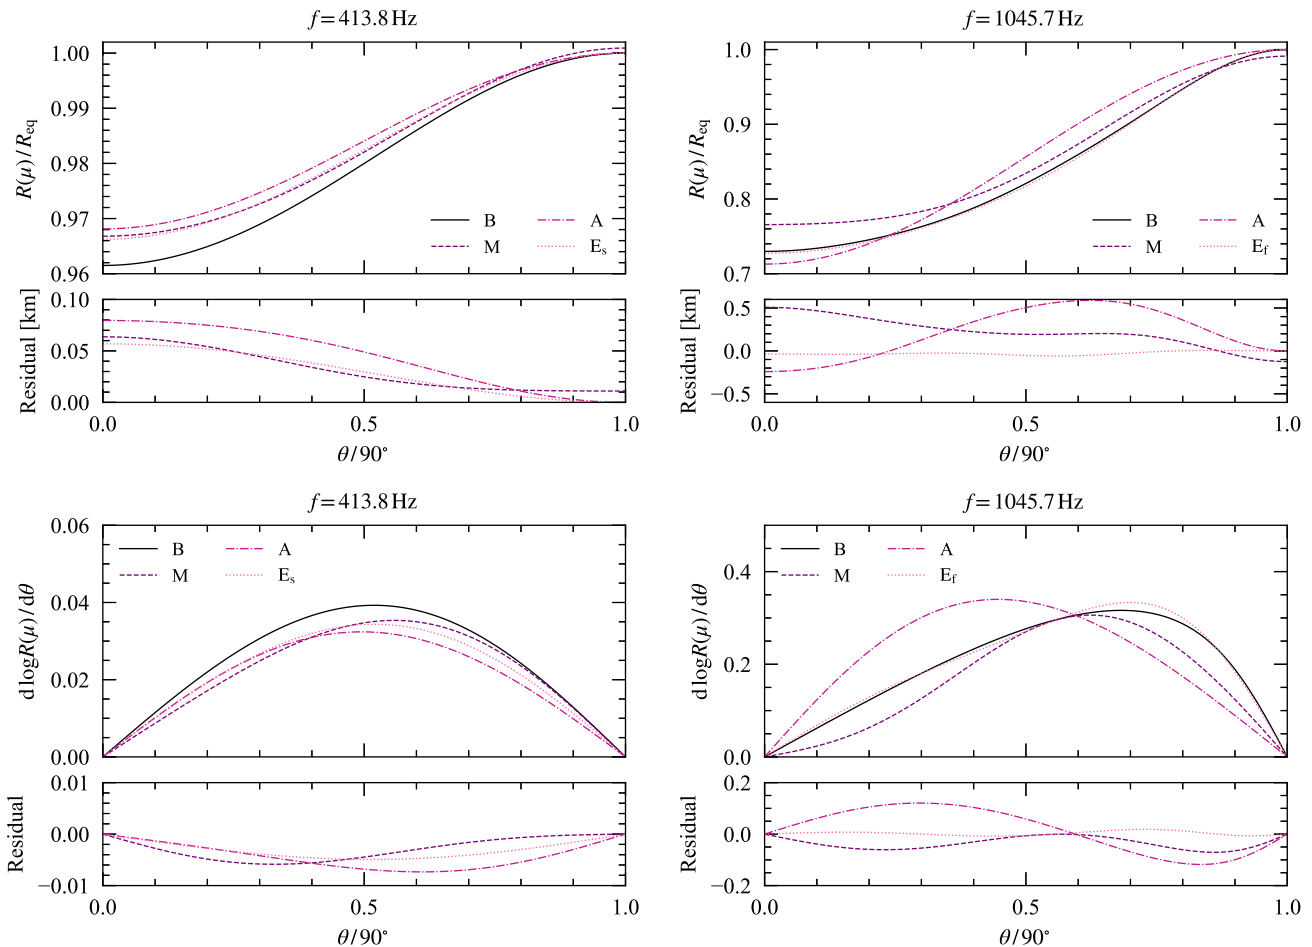 f = 413.8 Hz
1.00
0.99
0.98
0.97
0.96
R(μ) / R_eq
B
M
A
E_s
0.10
0.05
0.00
Residual [km]
0.0
0.5
1.0
θ/90°
f = 1045.7 Hz
1.0
0.9
0.8
0.7
R(μ) / R_eq
B
M
A
E_f
0.5
0.0
−0.5
Residual [km]
0.0
0.5
1.0
θ/90°
f = 413.8 Hz
0.06
0.04
0.02
0.00
d log R(μ) / dθ
B
M
A
E_s
0.01
0.00
−0.01
Residual
0.0
0.5
1.0
θ/90°
f = 1045.7 Hz
0.4
0.2
0.0
d log R(μ) / dθ
B
M
A
E_f
0.2
0.0
−0.2
Residual
0.0
0.5
1.0
θ/90°